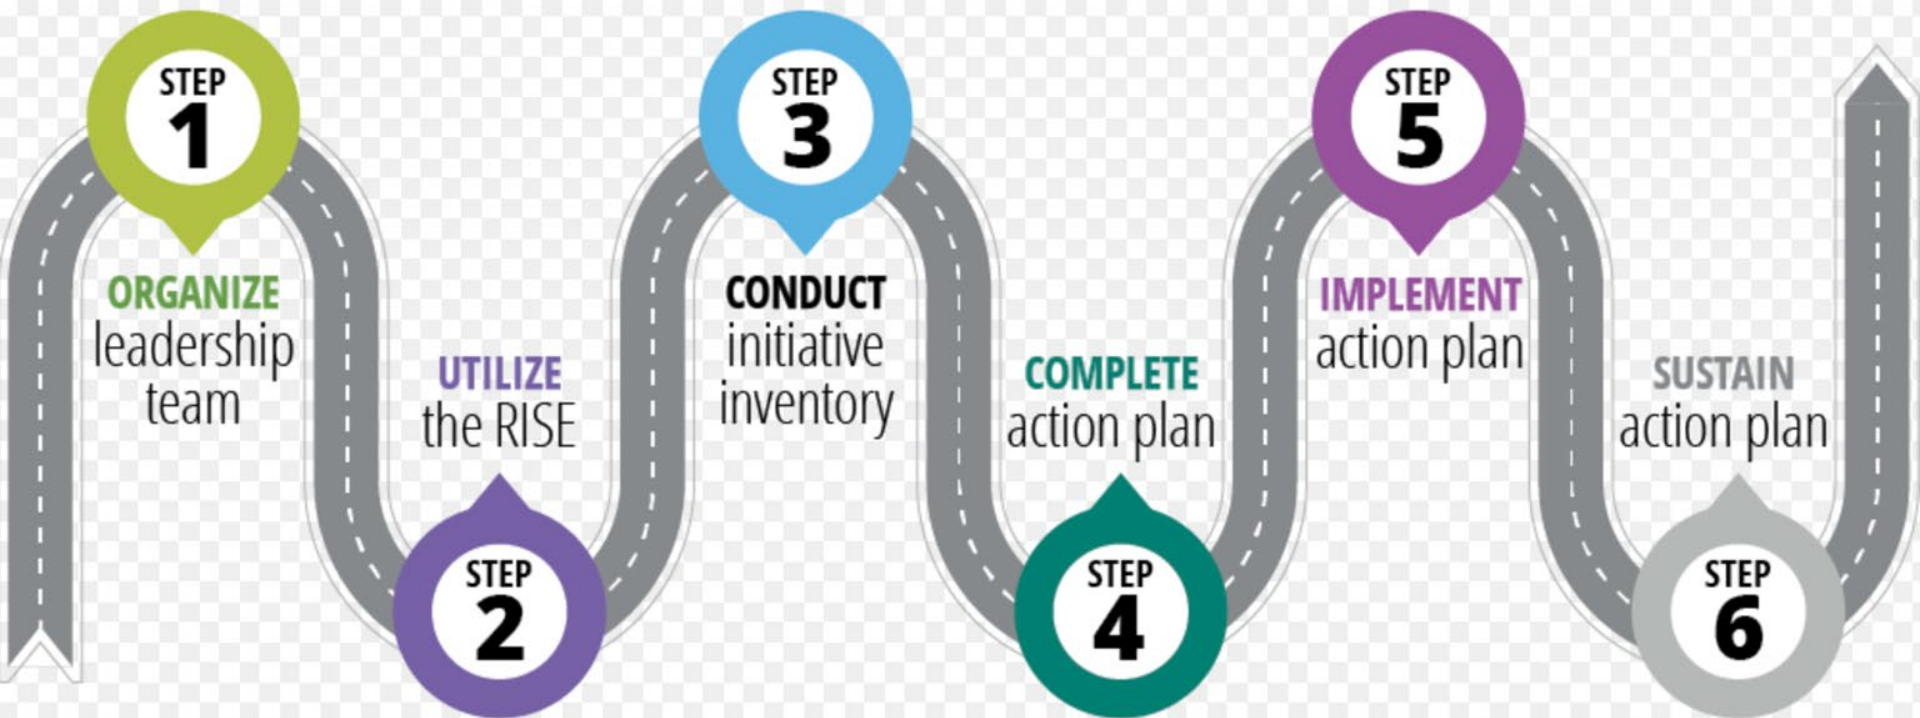 STEP
1
ORGANIZE
leadership
team
UTILIZE
the RISE
STEP
2
STEP
3
CONDUCT
initiative
inventory
COMPLETE
action plan
STEP
4
STEP
5
IMPLEMENT
action plan
SUSTAIN
action plan
STEP
6